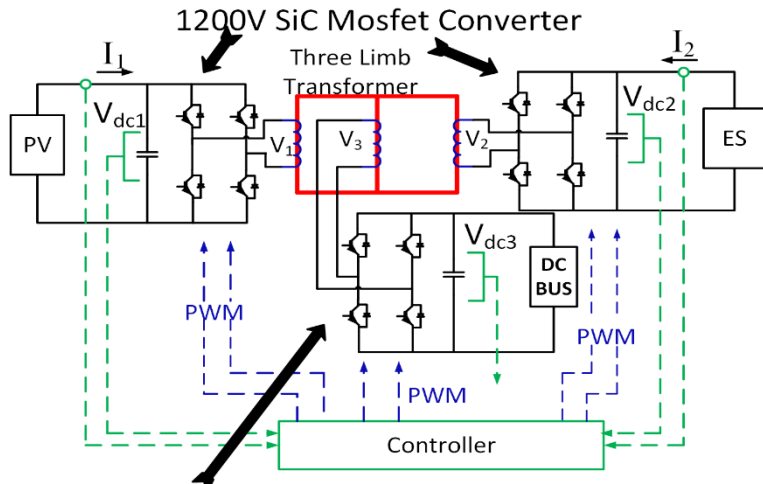 1200V SiC Mosfet Converter
I1
Three Limb
Transformer
I2
Vdc1
Vdc2
PV
V1
V3
V2
ES
Vdc3
DC
BUS
PWM
PWM
PWM
Controller